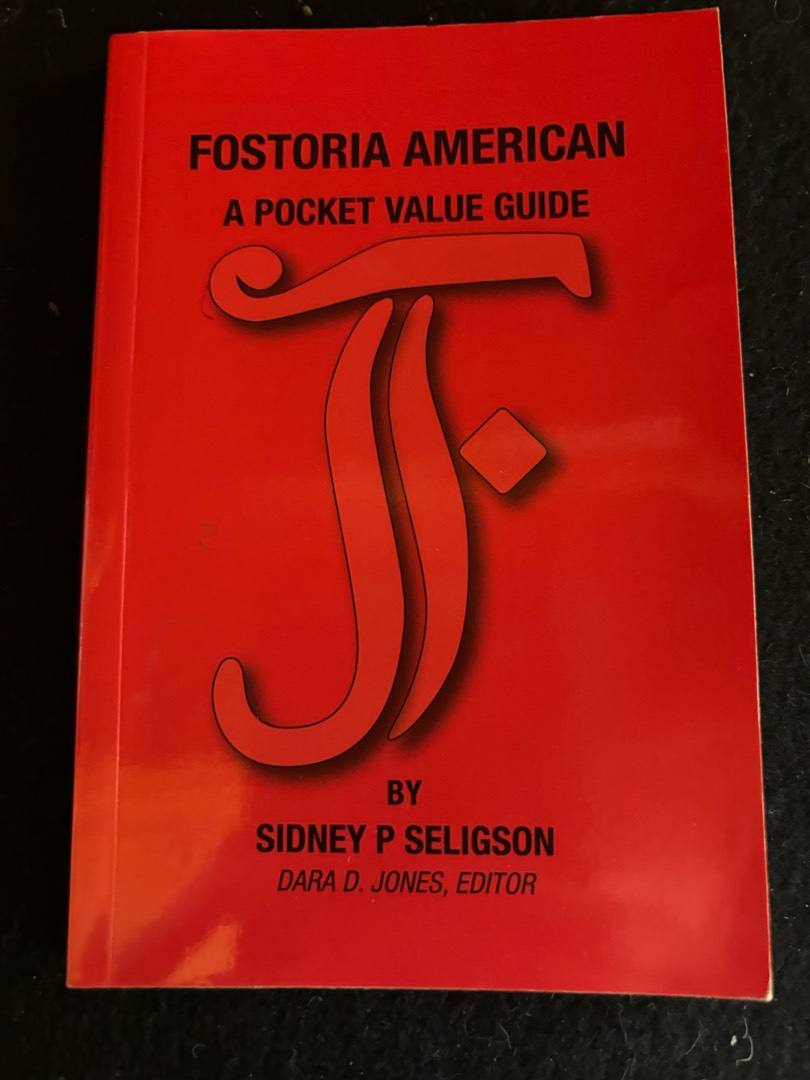 FOSTORIA AMERICAN
A POCKET VALUE GUIDE
F
BY
SIDNEY P SELIGSON
DARA D. JONES, EDITOR